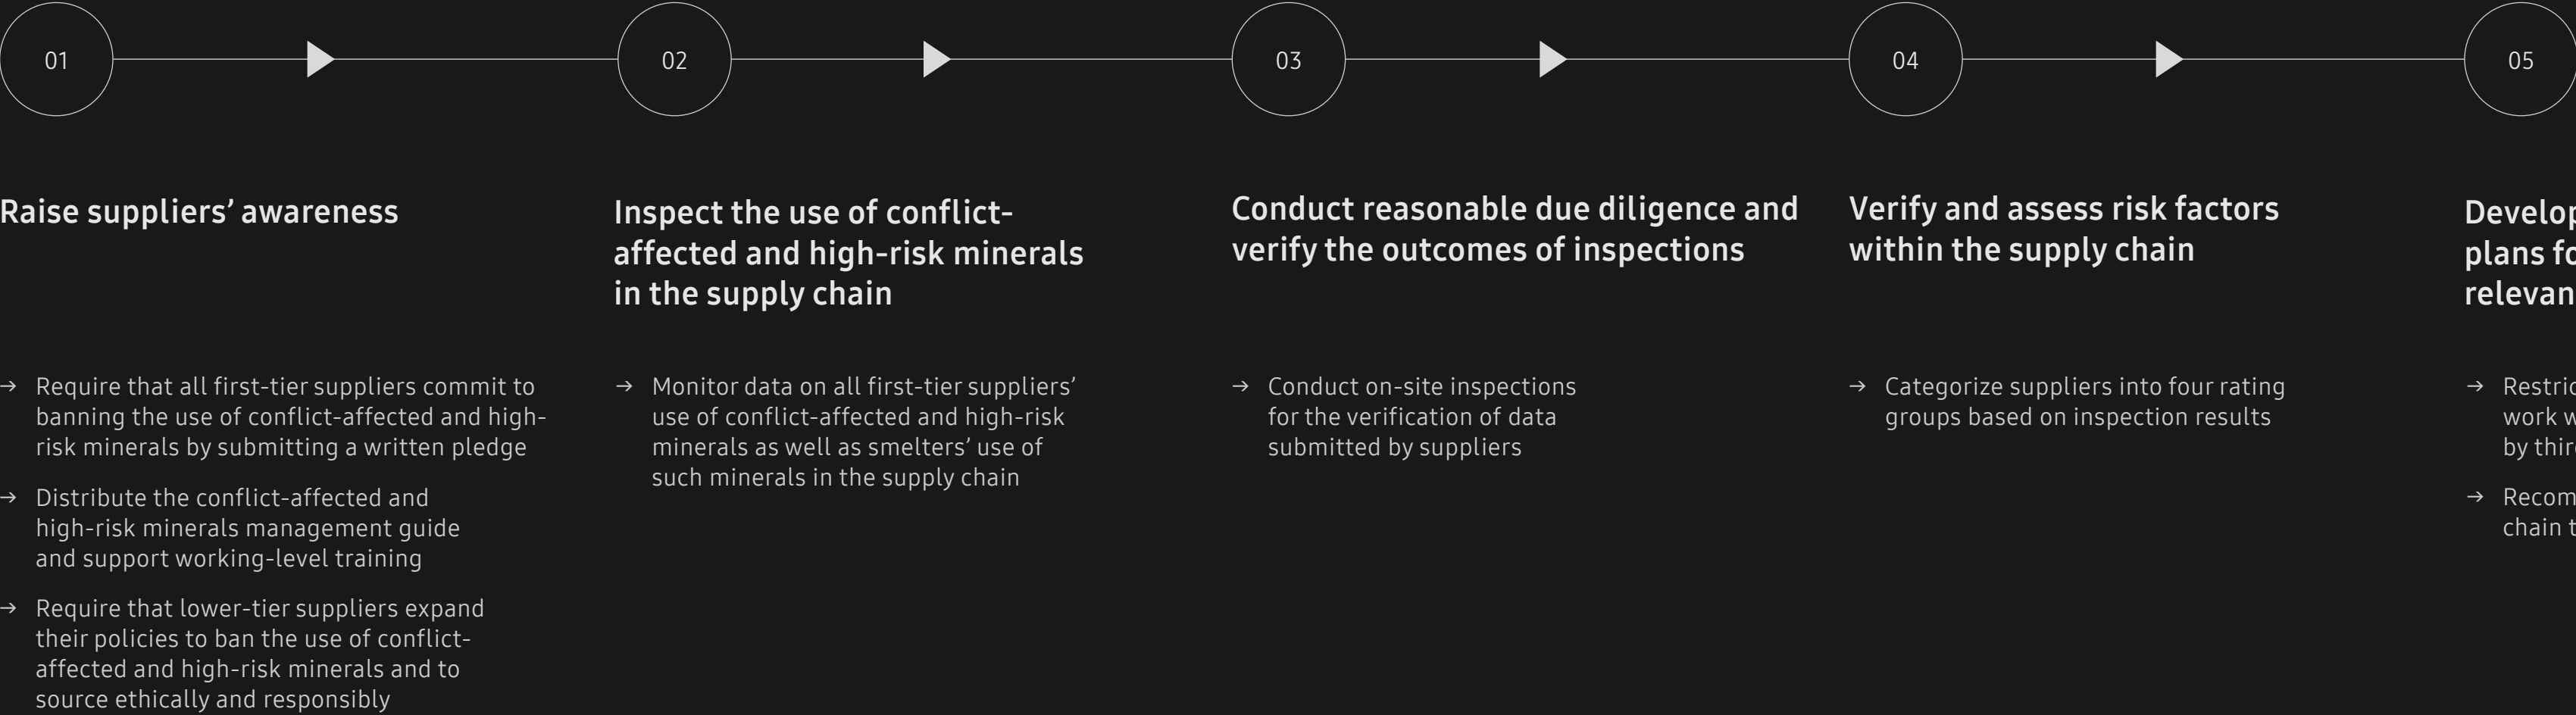 01
02
03
04
05
Raise suppliers’ awareness
→ Require that all first-tier suppliers commit to
banning the use of conflict-affected and high-
risk minerals by submitting a written pledge
→ Distribute the conflict-affected and
high-risk minerals management guide
and support working-level training
→ Require that lower-tier suppliers expand
their policies to ban the use of conflict-
affected and high-risk minerals and to
source ethically and responsibly
Inspect the use of conflict-
affected and high-risk minerals
in the supply chain
→ Monitor data on all first-tier suppliers’
use of conflict-affected and high-risk
minerals as well as smelters’ use of
such minerals in the supply chain
Conduct reasonable due diligence and
verify the outcomes of inspections
→ Conduct on-site inspections
for the verification of data
submitted by suppliers
Verify and assess risk factors
within the supply chain
→ Categorize suppliers into four rating
groups based on inspection results
Develop
plans
→
work
by
→
chain